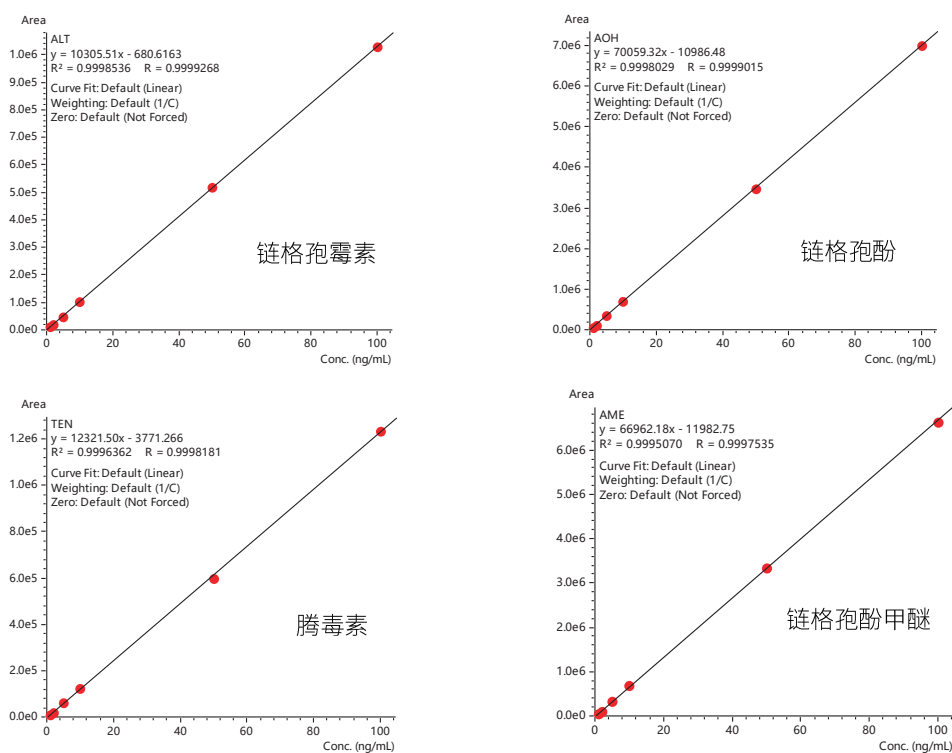 Area
ALT
y = 10305.51x - 680.6163
R² = 0.9998536 R = 0.9999268
Curve Fit: Default (Linear)
Weighting: Default (1/C)
Zero: Default (Not Forced)
1.0e6
9.0e5
8.0e5
7.0e5
6.0e5
5.0e5
4.0e5
3.0e5
2.0e5
1.0e5
0.0e0
链格孢霉素
0 20 40 60 80 100
Conc. (ng/mL)
Area
AOH
y = 70059.32x - 10986.48
R² = 0.9998029 R = 0.9999015
Curve Fit: Default (Linear)
Weighting: Default (1/C)
Zero: Default (Not Forced)
7.0e6
6.0e6
5.0e6
4.0e6
3.0e6
2.0e6
1.0e6
0.0e0
链格孢酚
0 20 40 60 80 100
Conc. (ng/mL)
Area
TEN
y = 12321.50x - 3771.266
R² = 0.9996362 R = 0.9998181
Curve Fit: Default (Linear)
Weighting: Default (1/C)
Zero: Default (Not Forced)
1.2e6
1.0e6
8.0e5
6.0e5
4.0e5
2.0e5
0.0e0
腾毒素
0 20 40 60 80 100
Conc. (ng/mL)
Area
AME
y = 66962.18x - 11982.75
R² = 0.9995070 R = 0.9997535
Curve Fit: Default (Linear)
Weighting: Default (1/C)
Zero: Default (Not Forced)
6.0e6
5.0e6
4.0e6
3.0e6
2.0e6
1.0e6
0.0e0
链格孢酚甲醚
0 20 40 60 80 100
Conc. (ng/mL)